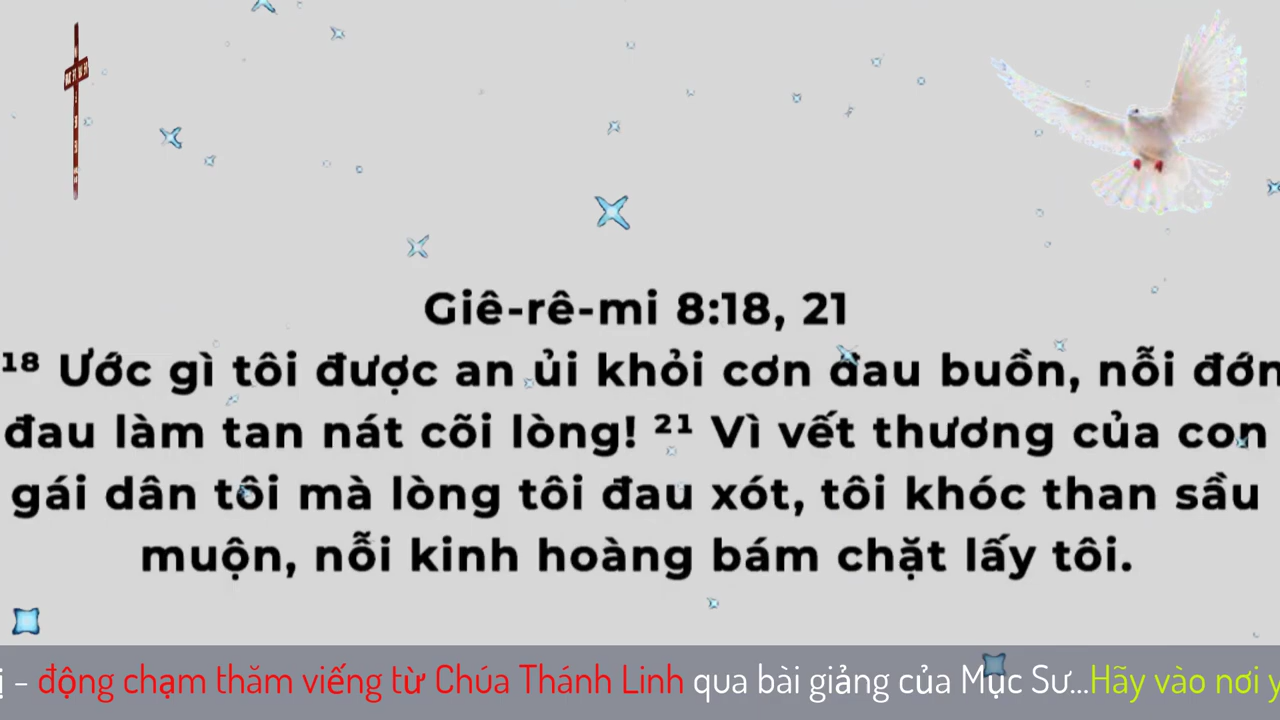 Giê-rê-mi 8:18, 21
¹⁸ Ước gì tôi được an ủi khỏi cơn đau buồn, nỗi đớn
đau làm tan nát cõi lòng! ²¹ Vì vết thương của con
gái dân tôi mà lòng tôi đau xót, tôi khóc than sầu
muộn, nỗi kinh hoàng bám chặt lấy tôi.
– động chạm thăm viếng từ Chúa Thánh Linh qua bài giảng của Mục Sư...Hãy vào nơi